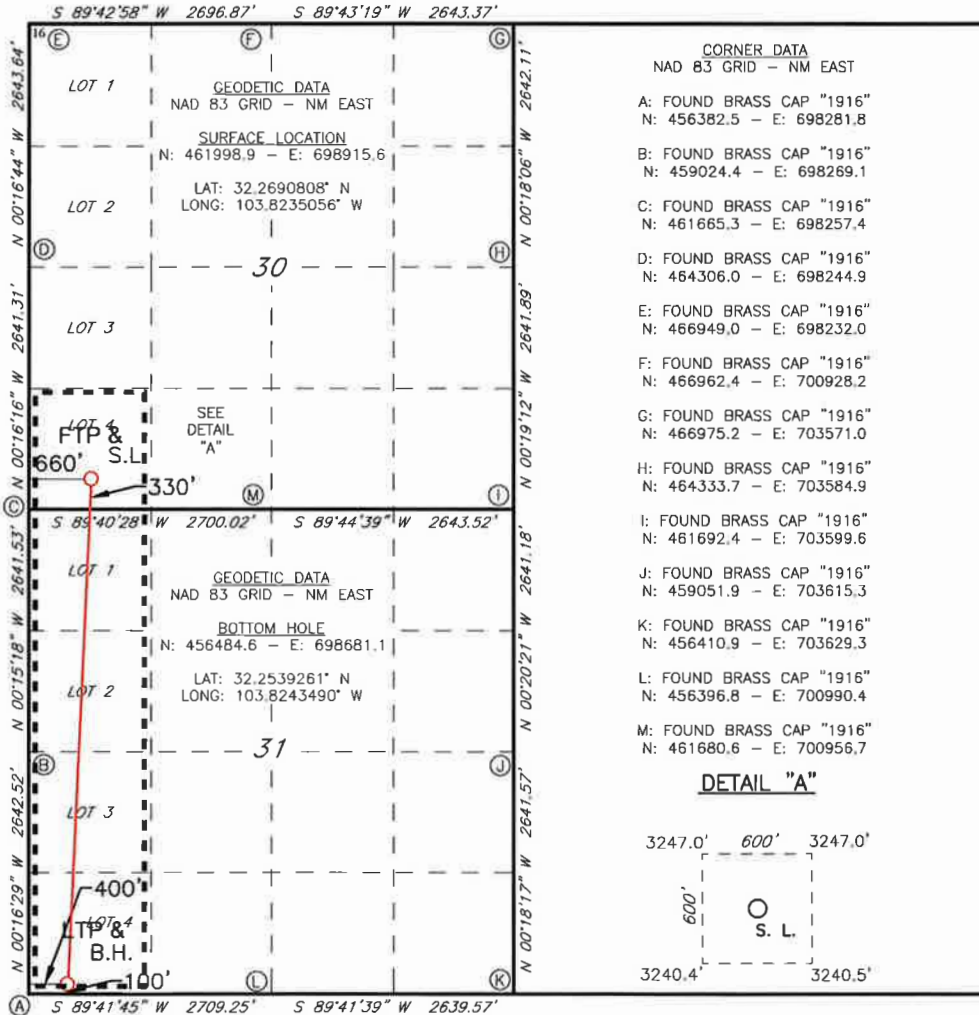 S 89°42'58" W 2696.87' S 89°43'19" W 2643.37'
16 E F G
LOT 1
GEODETIC DATA
NAD 83 GRID - NM EAST
SURFACE LOCATION
N: 461998.9 - E: 698915.6
LAT: 32.2690808° N
LONG: 103.8235056° W
N 00°16'44" W 2643.64'
N 00°18'06" W 2642.11'
LOT 2
D H
30
LOT 3
N 00°16'16" W 2641.31'
N 00°19'12" W 2641.89'
LOT 4
FTP &
S.L
660'
330'
SEE
DETAIL
"A"
C M I
S 89°40'28" W 2700.02' S 89°44'39" W 2643.52'
LOT 1
GEODETIC DATA
NAD 83 GRID - NM EAST
BOTTOM HOLE
N: 456484.6 - E: 698681.1
LAT: 32.2539261° N
LONG: 103.8243490° W
N 00°15'18" W 2641.53'
N 00°20'21" W 2641.18'
LOT 2
31
B J
LOT 3
N 00°16'29" W 2642.52'
N 00°18'17" W 2641.57'
400'
LOT 4
LTP &
B.H.
100'
A L K
S 89°41'45" W 2709.25' S 89°41'39" W 2639.57'
CORNER DATA
NAD 83 GRID - NM EAST
A: FOUND BRASS CAP "1916"
N: 456382.5 - E: 698281.8
B: FOUND BRASS CAP "1916"
N: 459024.4 - E: 698269.1
C: FOUND BRASS CAP "1916"
N: 461665.3 - E: 698257.4
D: FOUND BRASS CAP "1916"
N: 464306.0 - E: 698244.9
E: FOUND BRASS CAP "1916"
N: 466949.0 - E: 698232.0
F: FOUND BRASS CAP "1916"
N: 466962.4 - E: 700928.2
G: FOUND BRASS CAP "1916"
N: 466975.2 - E: 703571.0
H: FOUND BRASS CAP "1916"
N: 464333.7 - E: 703584.9
I: FOUND BRASS CAP "1916"
N: 461692.4 - E: 703599.6
J: FOUND BRASS CAP "1916"
N: 459051.9 - E: 703615.3
K: FOUND BRASS CAP "1916"
N: 456410.9 - E: 703629.3
L: FOUND BRASS CAP "1916"
N: 456396.8 - E: 700990.4
M: FOUND BRASS CAP "1916"
N: 461680.6 - E: 700956.7
DETAIL "A"
3247.0' 600' 3247.0'
600'
S. L.
3240.4' 3240.5'